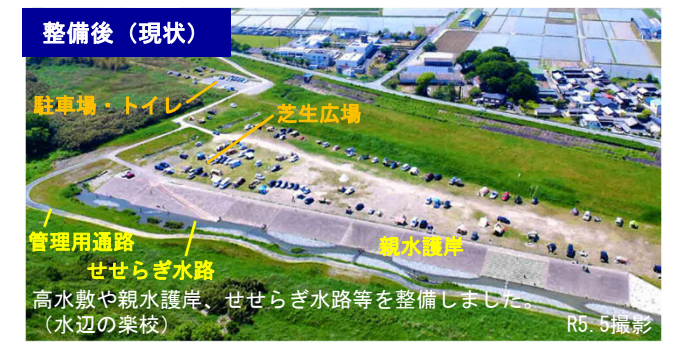 整備後（現状）
駐車場・トイレ
芝生広場
管理用通路
せせらぎ水路
親水護岸
高水敷や親水護岸、せせらぎ水路等を整備しました。
（水辺の楽校）
R5.5撮影